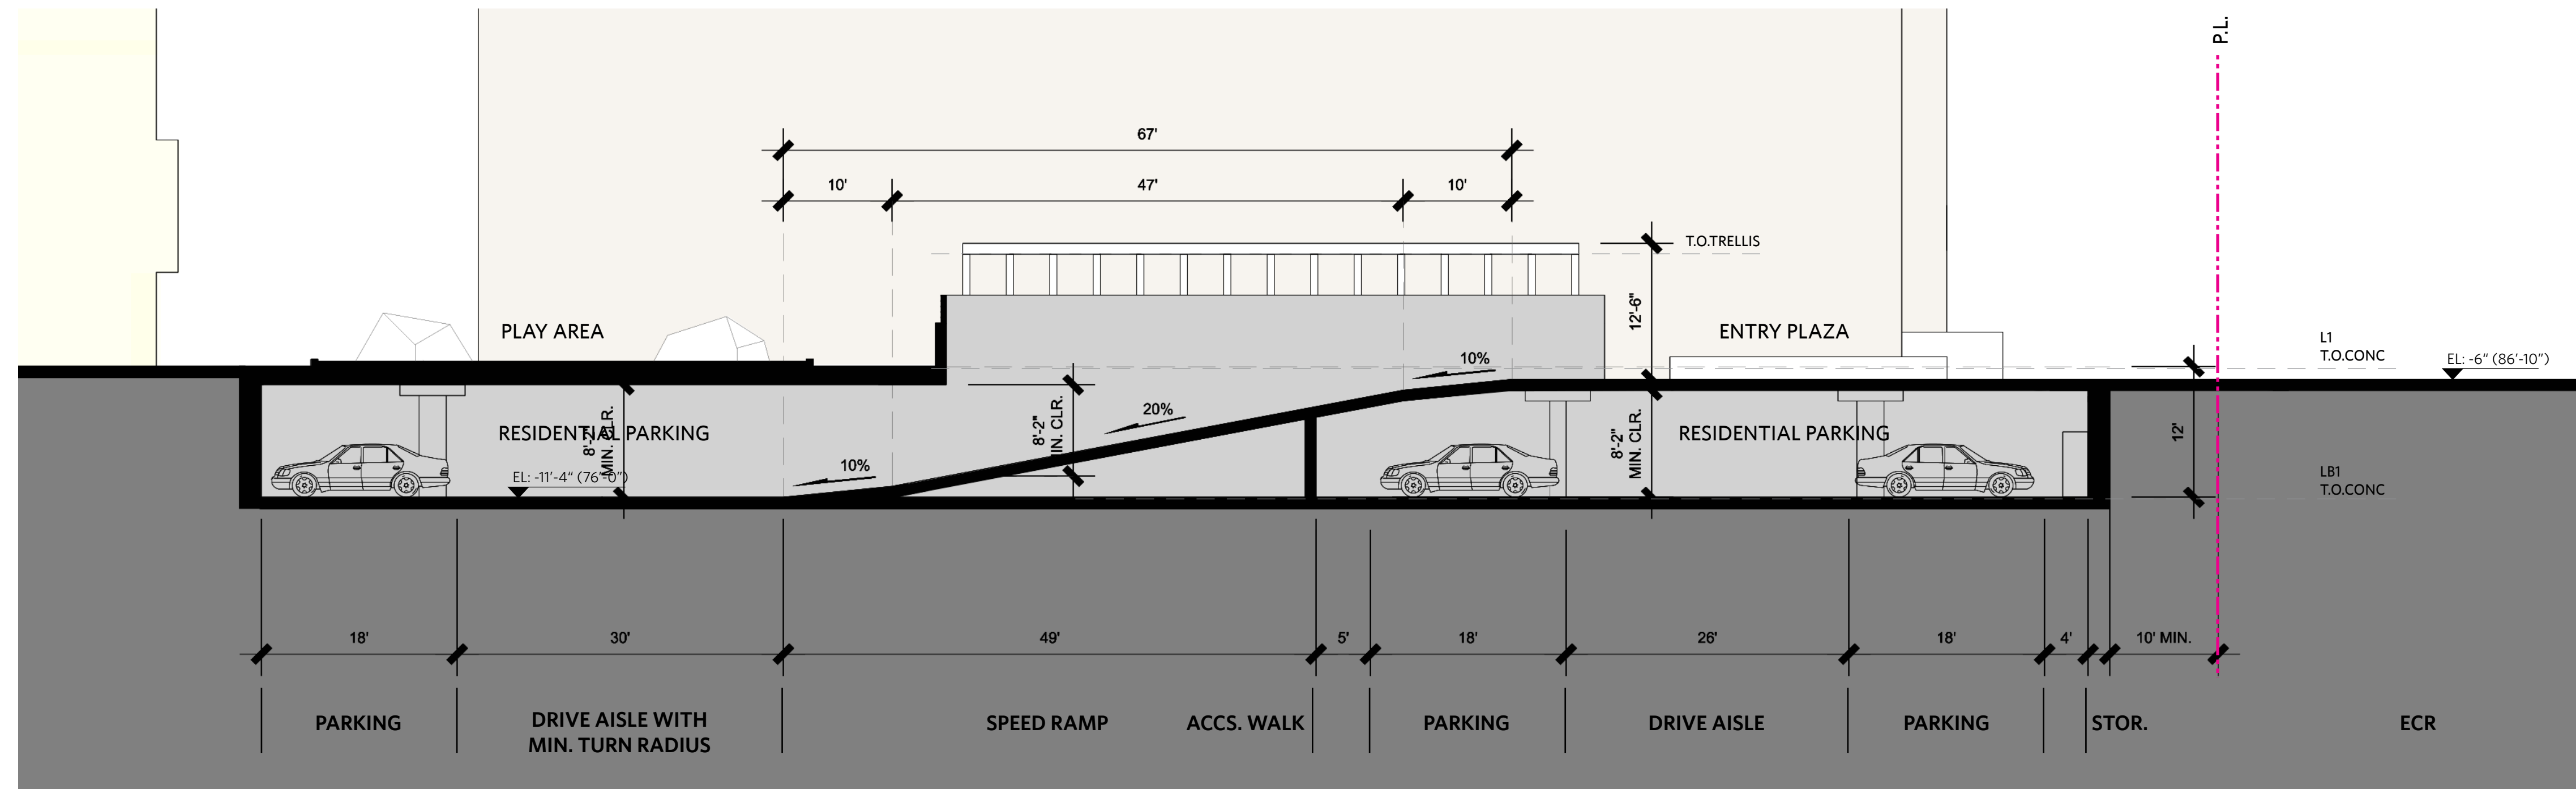 P.L.
67'
10'
47'
10'
T.O.TRELLIS
12'-6"
PLAY AREA
ENTRY PLAZA
L1
T.O.CONC
EL: -6“ (86’-10”)
10%
20%
10%
8'-2"
MIN. CLR.
RESIDENTIAL PARKING
EL: -11’-4“ (76’-0”)
8'-2"
MIN. CLR.
8'-2"
MIN. CLR.
RESIDENTIAL PARKING
12'
LB1
T.O.CONC
18'
30'
49'
5'
18'
26'
18'
4'
10' MIN.
PARKING
DRIVE AISLE WITH
MIN. TURN RADIUS
SPEED RAMP
ACCS. WALK
PARKING
DRIVE AISLE
PARKING
STOR.
ECR